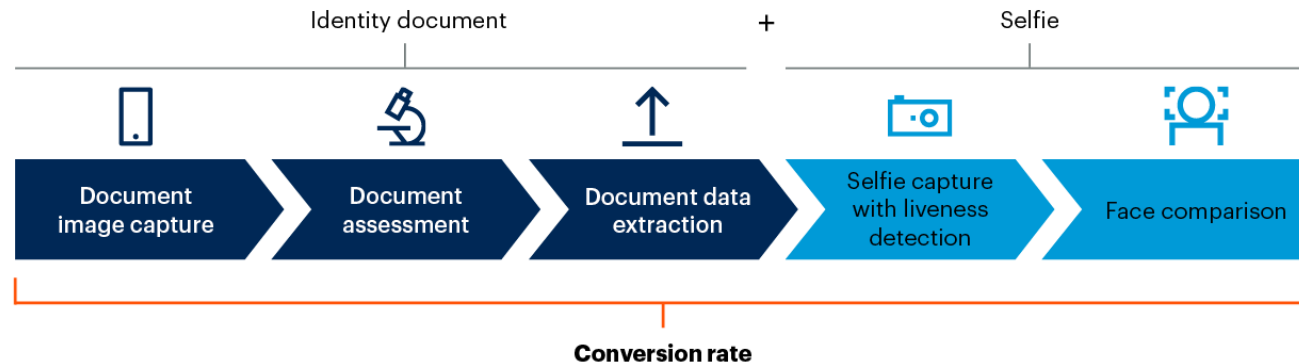 Identity document
+
Selfie
Document
image capture
Document
assessment
Document data
extraction
Selfie capture
with liveness
detection
Face comparison
Conversion rate